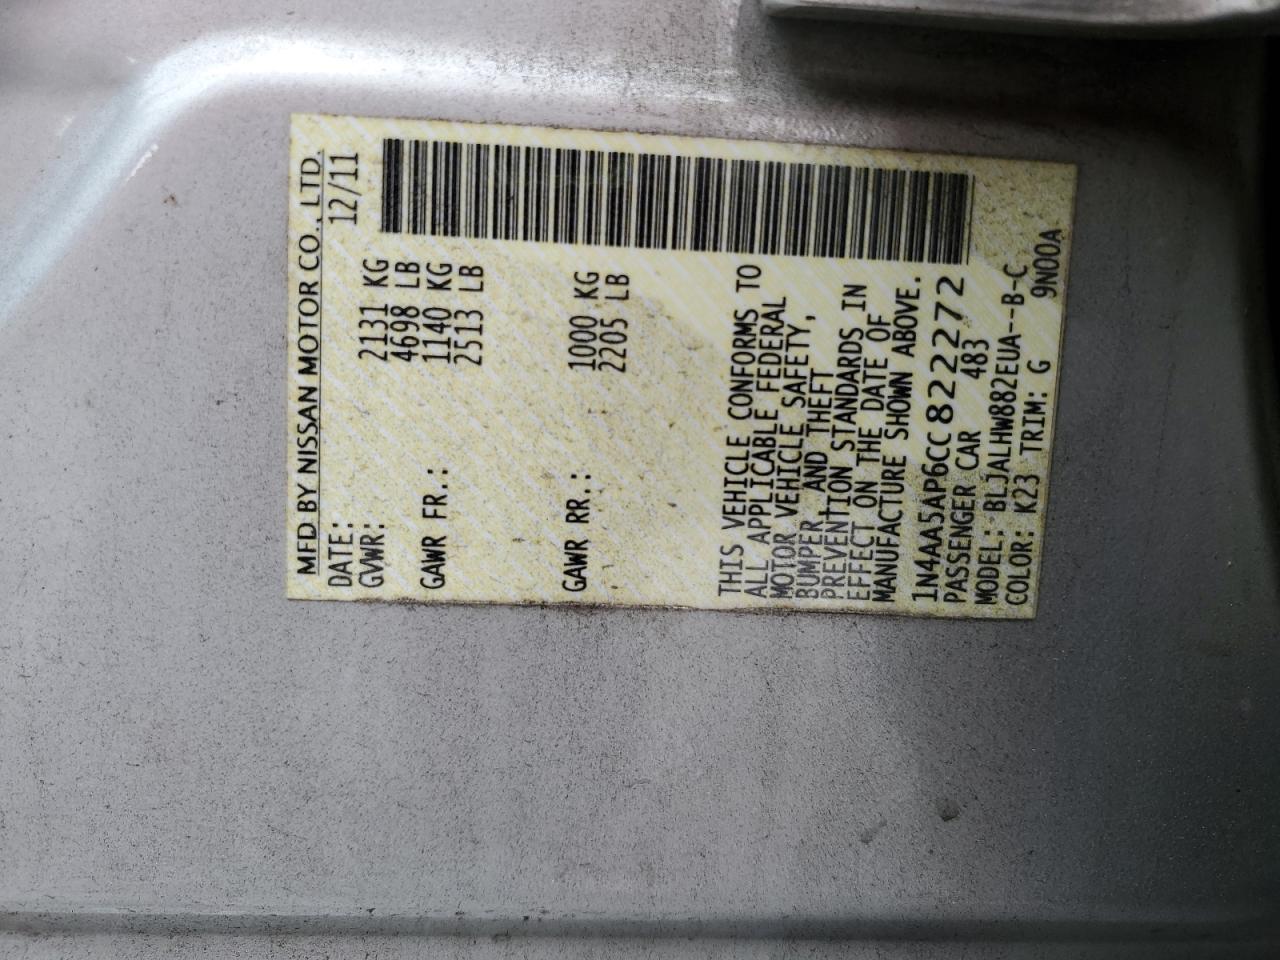 MFD BY NISSAN MOTOR CO., LTD.
DATE: 12/11
GVWR: 2131 KG
4698 LB
GAWR FR.: 1140 KG
2513 LB
GAWR RR.: 1000 KG
2205 LB
THIS VEHICLE CONFORMS TO
ALL APPLICABLE FEDERAL
MOTOR VEHICLE SAFETY,
BUMPER AND THEFT
PREVENTION STANDARDS IN
EFFECT ON THE DATE OF
MANUFACTURE SHOWN ABOVE.
1N4AA5AP6CC822272
PASSENGER CAR 483
MODEL: BLJALHW882EUA--B-C
COLOR: K23 TRIM: G 9N00A